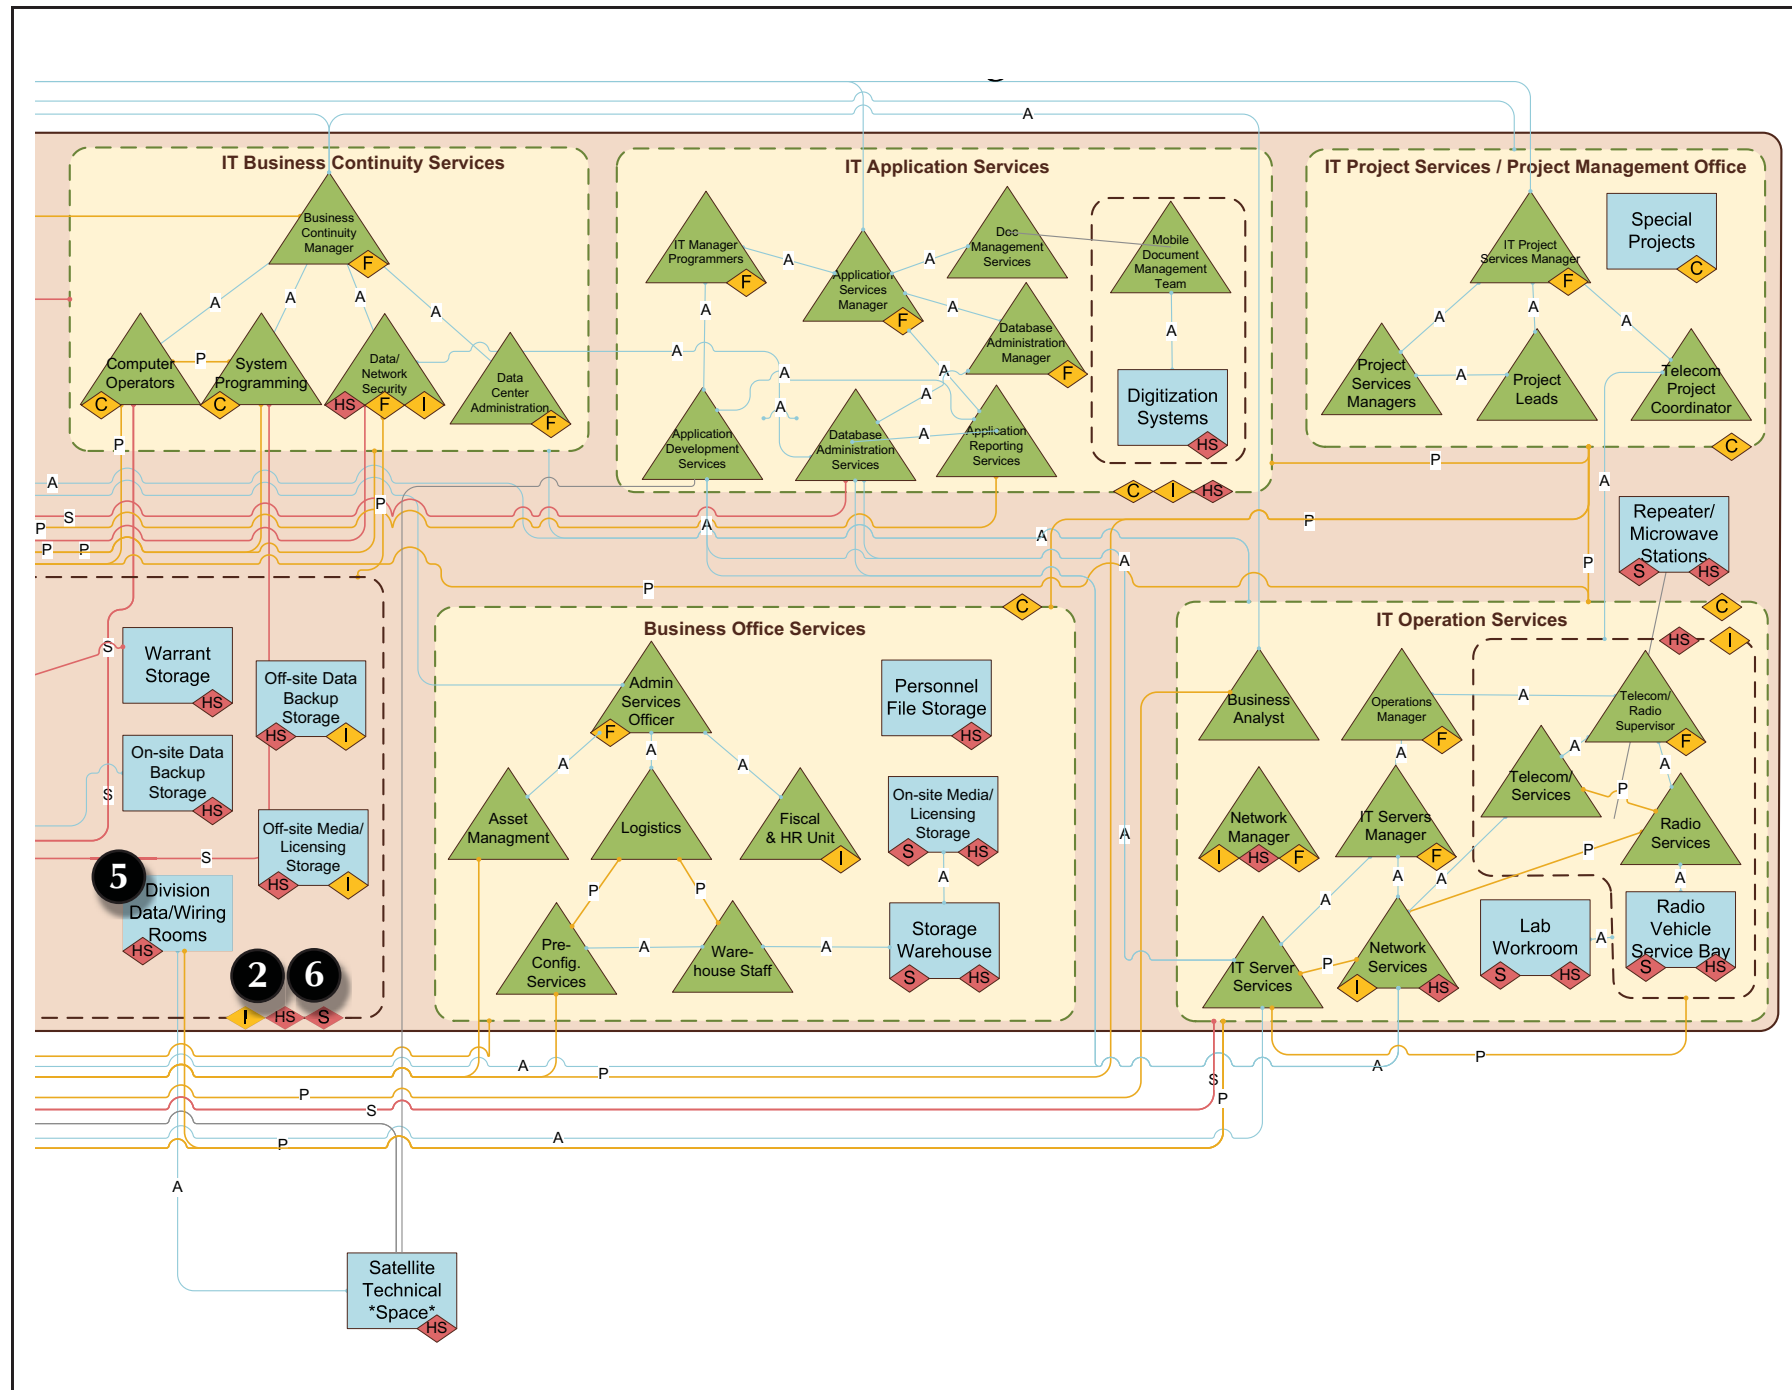 A
IT Business Continuity Services
Business
Continuity
Manager
F
A
A
A
A
Computer
Operators
C
P
System
Programming
C
Data/
Network
Security
HS
F
I
Data
Center
Administration
F
P
IT Application Services
IT Manager
Programmers
F
A
A
Application
Services
Manager
F
A
Doc
Management
Services
A
Database
Administration
Manager
F
Mobile
Document
Management
Team
A
Digitization
Systems
HS
A
A
A
A
A
A
Application
Development
Services
Database
Administration
Services
Application
Reporting
Services
C
I
HS
IT Project Services / Project Management Office
IT Project
Services Manager
F
Special
Projects
C
A
A
A
Project
Services
Managers
A
Project
Leads
Telecom
Project
Coordinator
C
P
A
A
S
P
P
P
P
A
A
A
P
P
P
Repeater/
Microwave
Stations
S
HS
Warrant
Storage
HS
S
Off-site Data
Backup
Storage
HS
I
On-site Data
Backup
Storage
HS
S
Off-site Media/
Licensing
Storage
HS
I
S
5
Division
Data/Wiring
Rooms
HS
2
6
I
HS
S
C
Business Office Services
Admin
Services
Officer
F
A
A
A
Asset
Managment
Logistics
Fiscal
& HR Unit
I
P
P
Pre-
Config.
Services
A
Ware-
house Staff
A
Personnel
File Storage
HS
On-site Media/
Licensing
Storage
S
HS
A
Storage
Warehouse
S
HS
A
C
IT Operation Services
HS
I
Business
Analyst
Operations
Manager
F
A
Telecom/
Radio
Supervisor
F
A
A
A
Telecom/
Services
P
Radio
Services
Network
Manager
I
HS
F
IT Servers
Manager
F
P
A
A
A
A
IT Server
Services
P
Network
Services
I
HS
Lab
Workroom
S
HS
A
Radio
Vehicle
Service Bay
S
HS
A
P
A
P
S
P
P
S
P
A
A
Satellite
Technical
*Space*
HS